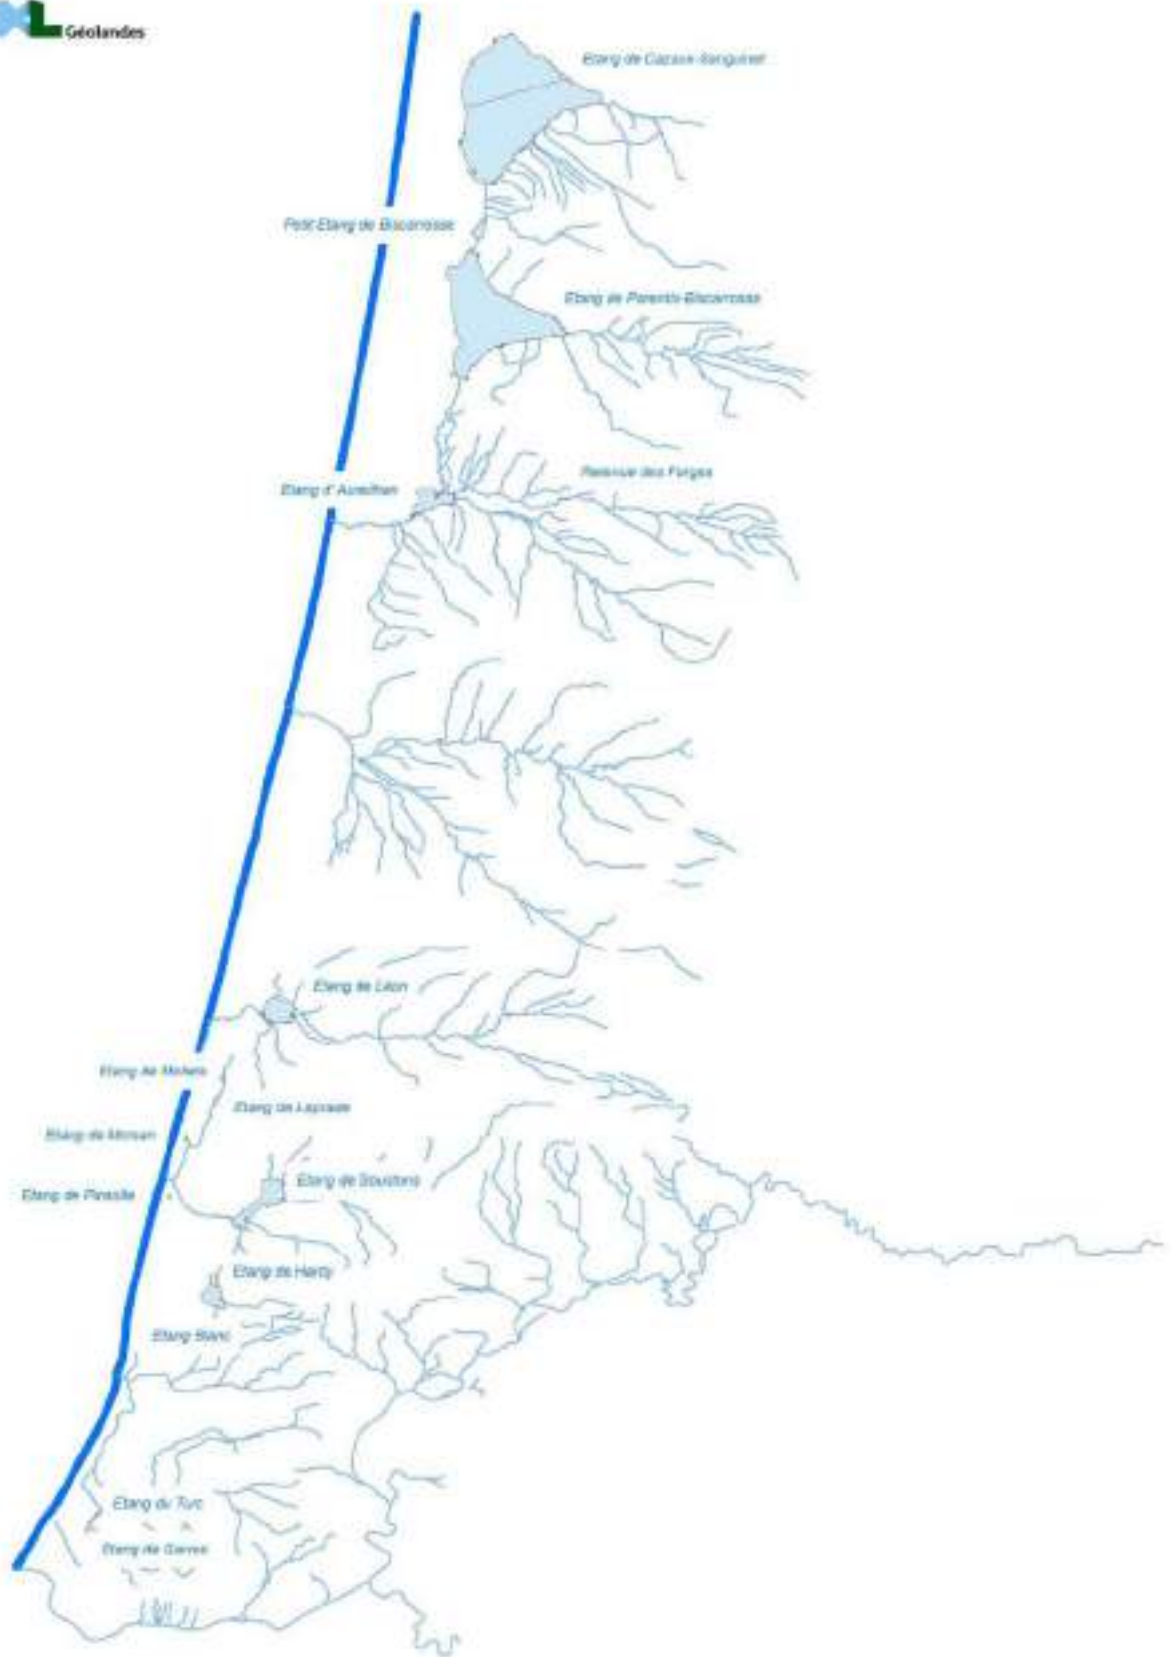 Géolandes
Etang de Cazaux-Sanguinet
Petit Etang de Biscarrosse
Etang de Parentis-Biscarrosse
Retenue des Forges
Etang d'Aureilhan
Etang de Léon
Etang de Moïsan
Etang de Laprade
Etang de
Etang de Pinsolle
Etang de Soustons
Etang de Hardy
Etang Blanc
Etang du Turc
Etang de Garros